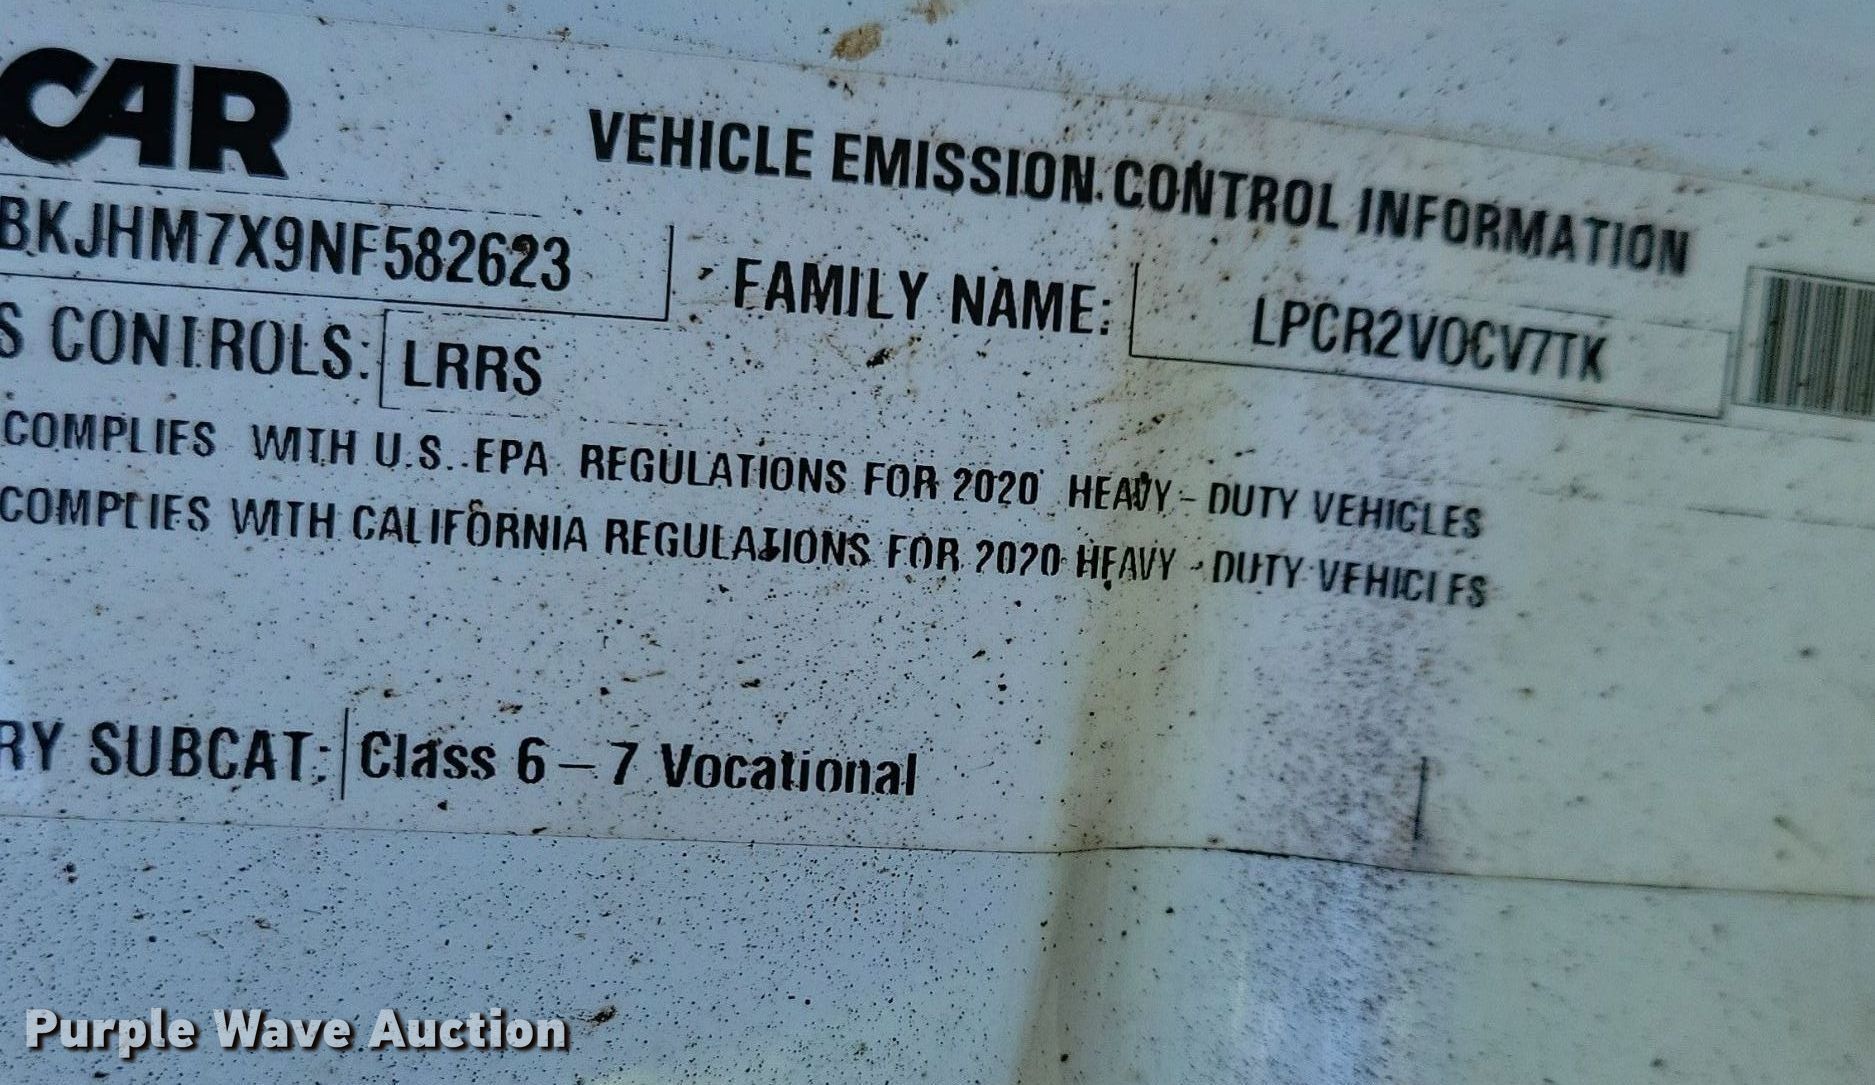 CAR
VEHICLE EMISSION CONTROL INFORMATION
BKJHM7X9NF582623
FAMILY NAME: LPCR2VOCV7TK
S CONTROLS: LRRS
COMPLIES WITH U.S. EPA REGULATIONS FOR 2020 HEAVY - DUTY VEHICLES
COMPLIES WITH CALIFORNIA REGULATIONS FOR 2020 HEAVY - DUTY VEHICLES
RY SUBCAT: Class 6 - 7 Vocational
Purple Wave Auction